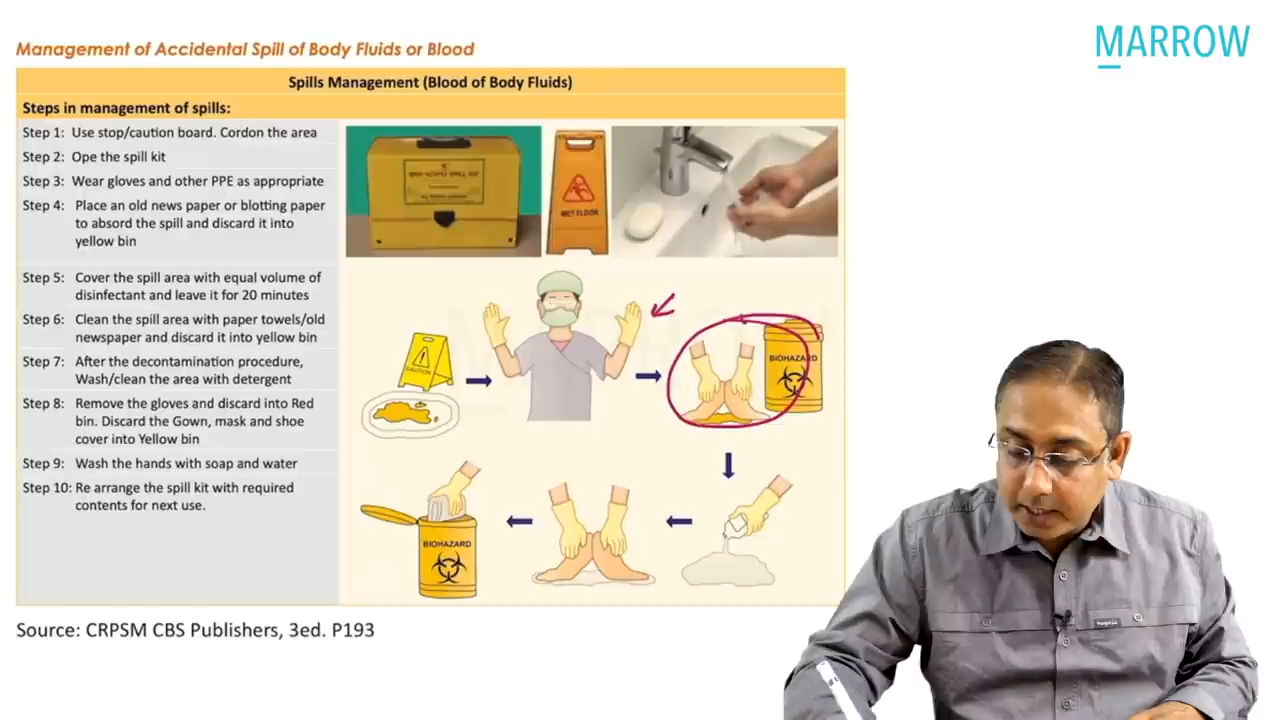 MARROW
Management of Accidental Spill of Body Fluids or Blood
Spills Management (Blood of Body Fluids)
Steps in management of spills:
Step 1: Use stop/caution board. Cordon the area
Step 2: Ope the spill kit
Step 3: Wear gloves and other PPE as appropriate
Step 4: Place an old news paper or blotting paper
to absord the spill and discard it into
yellow bin
Step 5: Cover the spill area with equal volume of
disinfectant and leave it for 20 minutes
Step 6: Clean the spill area with paper towels/old
newspaper and discard it into yellow bin
Step 7: After the decontamination procedure,
Wash/clean the area with detergent
Step 8: Remove the gloves and discard into Red
bin. Discard the Gown, mask and shoe
cover into Yellow bin
Step 9: Wash the hands with soap and water
Step 10: Re arrange the spill kit with required
contents for next use.
WET FLOOR
CAUTION
BIOHAZARD
BIOHAZARD
Source: CRPSM CBS Publishers, 3ed. P193